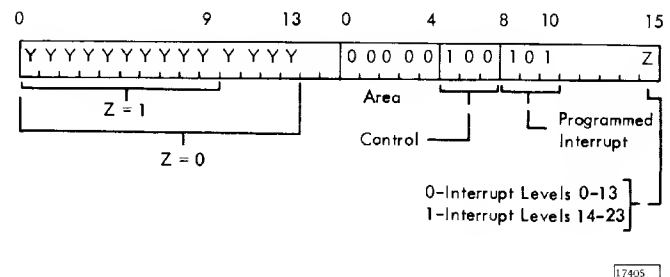 0 9 13 0 4 8 10 15
Y Y Y Y Y Y Y Y Y Y Y Y Y Y 0 0 0 0 0 1 0 0 1 0 1 Z
Z = 1
Z = 0
Area
Control
Programmed
Interrupt
0-Interrupt Levels 0-13
1-Interrupt Levels 14-23
17405